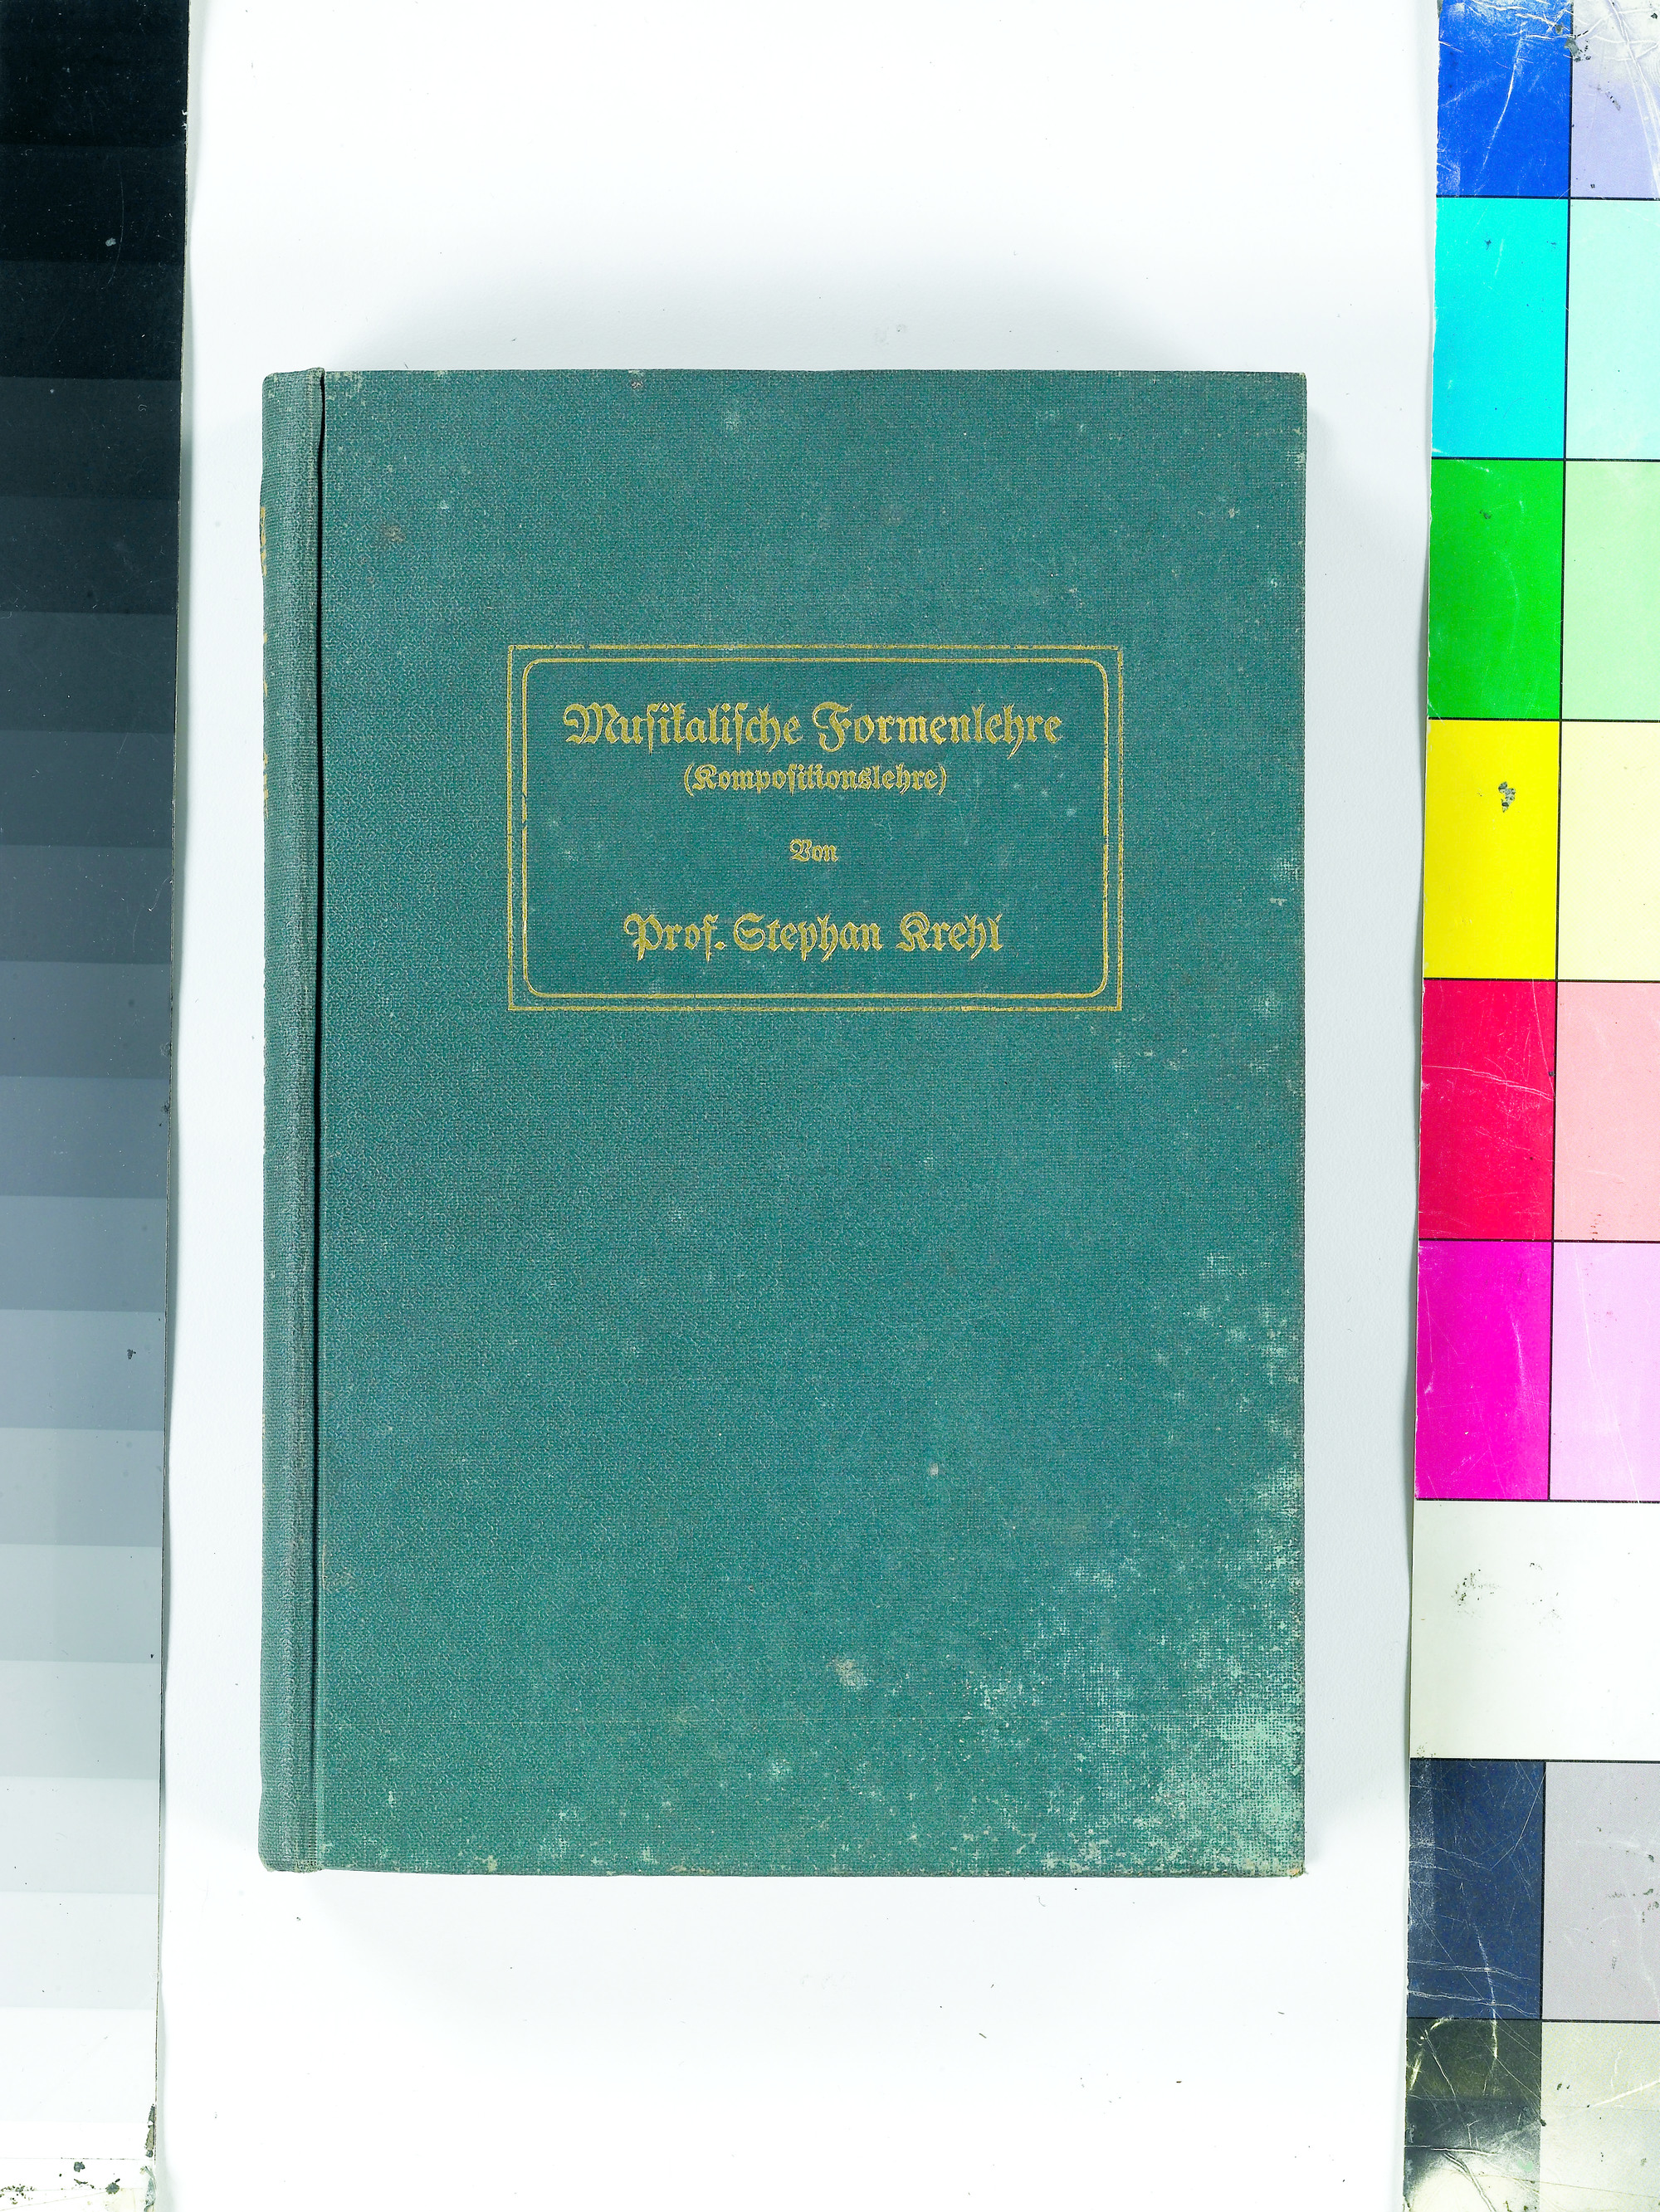 Musikalische Formenlehre
(Kompositionslehre)
Von
Prof. Stephan Krehl